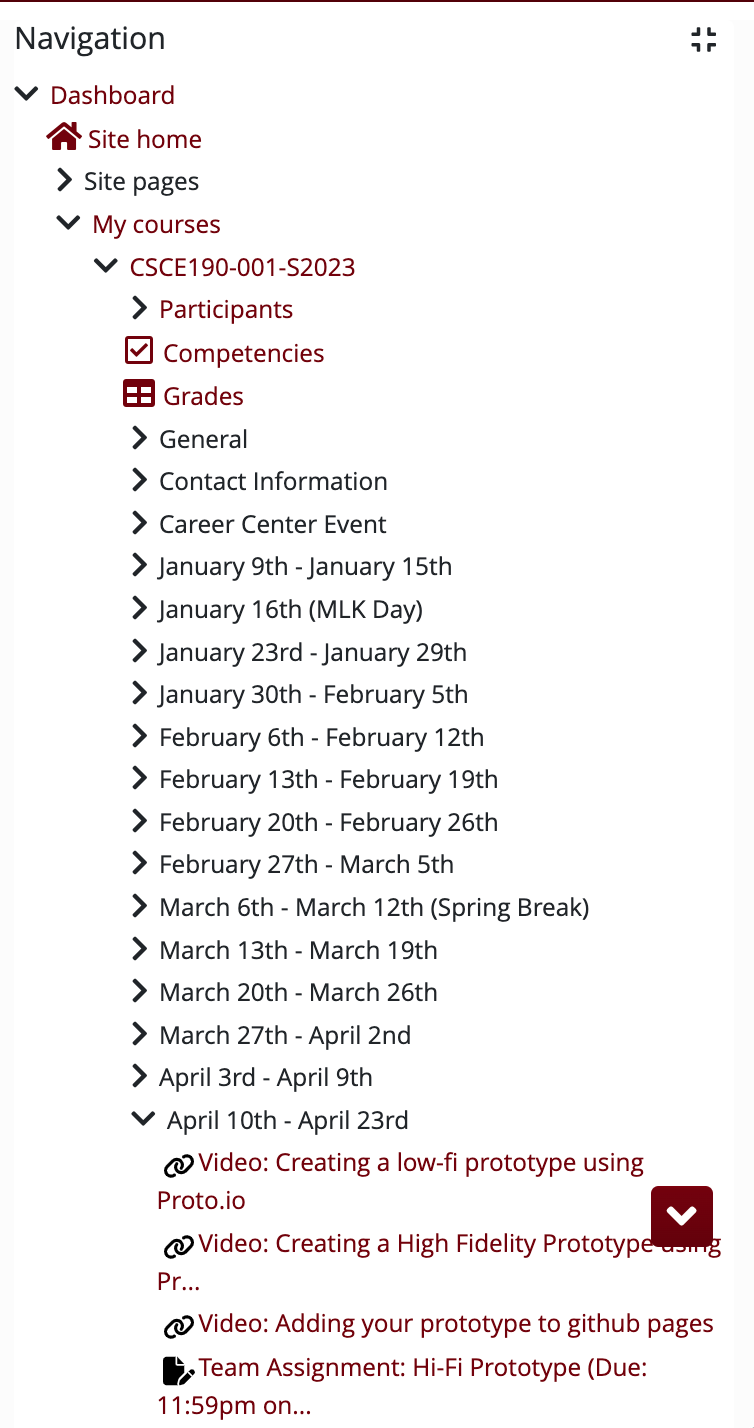 Navigation
Dashboard
Site home
Site pages
My courses
CSCE190-001-S2023
Participants
Competencies
Grades
General
Contact Information
Career Center Event
January 9th - January 15th
January 16th (MLK Day)
January 23rd - January 29th
January 30th - February 5th
February 6th - February 12th
February 13th - February 19th
February 20th - February 26th
February 27th - March 5th
March 6th - March 12th (Spring Break)
March 13th - March 19th
March 20th - March 26th
March 27th - April 2nd
April 3rd - April 9th
April 10th - April 23rd
Video: Creating a low-fi prototype using
Proto.io
Video: Creating a High Fidelity Prototype using
Pr...
Video: Adding your prototype to github pages
Team Assignment: Hi-Fi Prototype (Due:
11:59pm on...